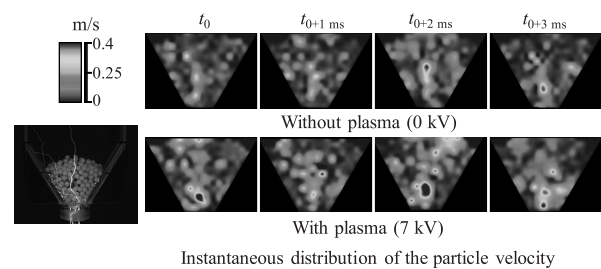 m/s
0.4
0.25
0
t0 t0+1 ms t0+2 ms t0+3 ms
Without plasma (0 kV)
With plasma (7 kV)
Instantaneous distribution of the particle velocity